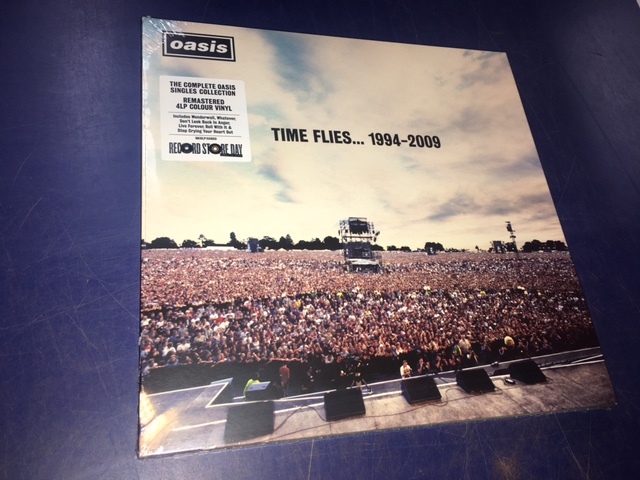 oasis
THE COMPLETE OASIS
SINGLES COLLECTION
REMASTERED
4LP COLOUR VINYL
Includes Wonderwall, Whatever,
Don't Look Back In Anger,
Live Forever, Roll With It &
Stop Crying Your Heart Out
RECORD STORE DAY
TIME FLIES... 1994–2009